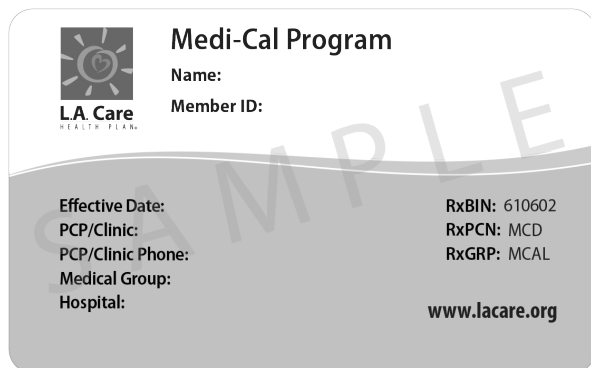 Medi-Cal Program
Name:
Member ID:
L.A. Care
HEALTH PLAN®
SAMPLE
Effective Date:
PCP/Clinic:
PCP/Clinic Phone:
Medical Group:
Hospital:
RxBIN: 610602
RxPCN: MCD
RxGRP: MCAL
www.lacare.org